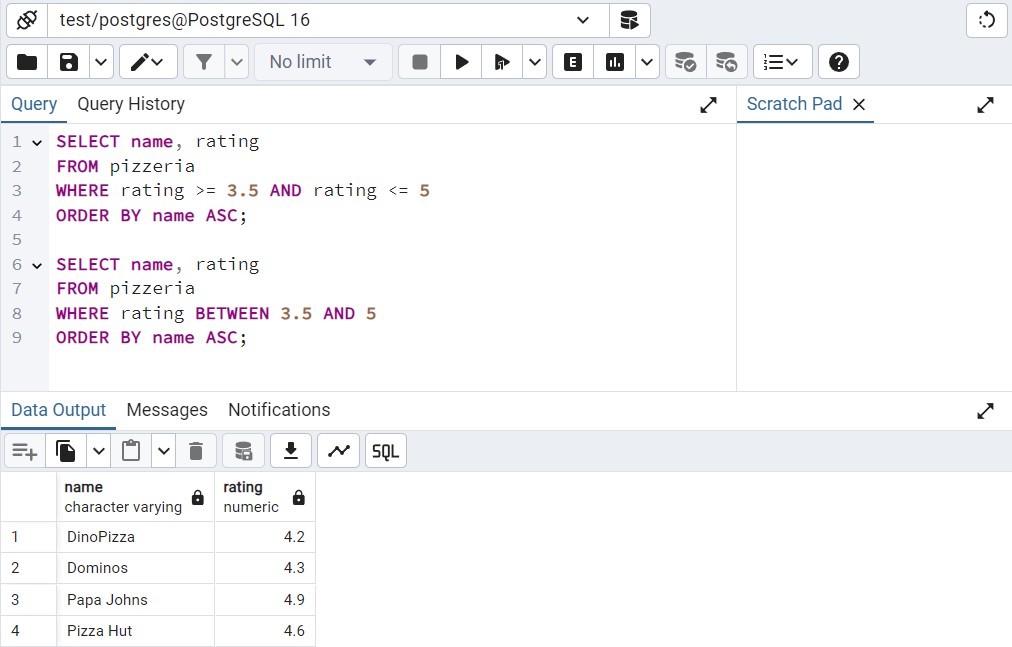 test/postgres@PostgreSQL 16
No limit
E
Query Query History
Scratch Pad
1 SELECT name, rating
2 FROM pizzeria
3 WHERE rating >= 3.5 AND rating <= 5
4 ORDER BY name ASC;
5
6 SELECT name, rating
7 FROM pizzeria
8 WHERE rating BETWEEN 3.5 AND 5
9 ORDER BY name ASC;
Data Output Messages Notifications
SQL
name rating
character varying numeric
1 DinoPizza 4.2
2 Dominos 4.3
3 Papa Johns 4.9
4 Pizza Hut 4.6